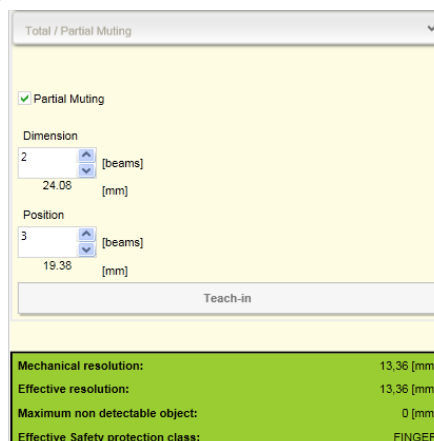 Total / Partial Muting
Partial Muting
Dimension
2 [beams]
24.08 [mm]
Position
3 [beams]
19.38 [mm]
Teach-in
Mechanical resolution: 13,36 [mm
Effective resolution: 13,36 [mm
Maximum non detectable object: 0 [mm
Effective Safety protection class: FINGER